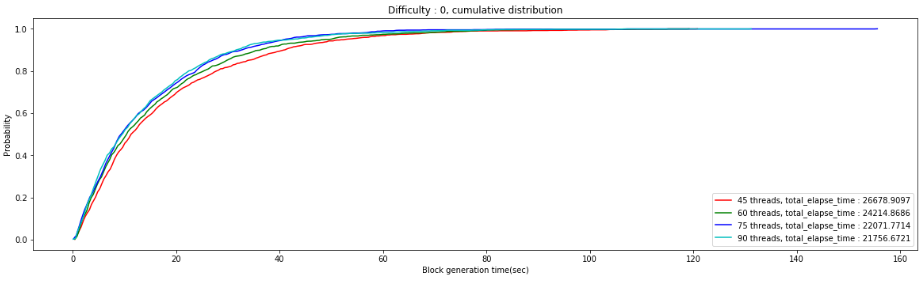 Difficulty : 0, cumulative distribution
Probability
1.0
0.8
0.6
0.4
0.2
0.0
45 threads, total_elapse_time : 26678.9097
60 threads, total_elapse_time : 24214.8686
75 threads, total_elapse_time : 22071.7714
90 threads, total_elapse_time : 21756.6721
0 20 40 60 80 100 120 140 160
Block generation time(sec)